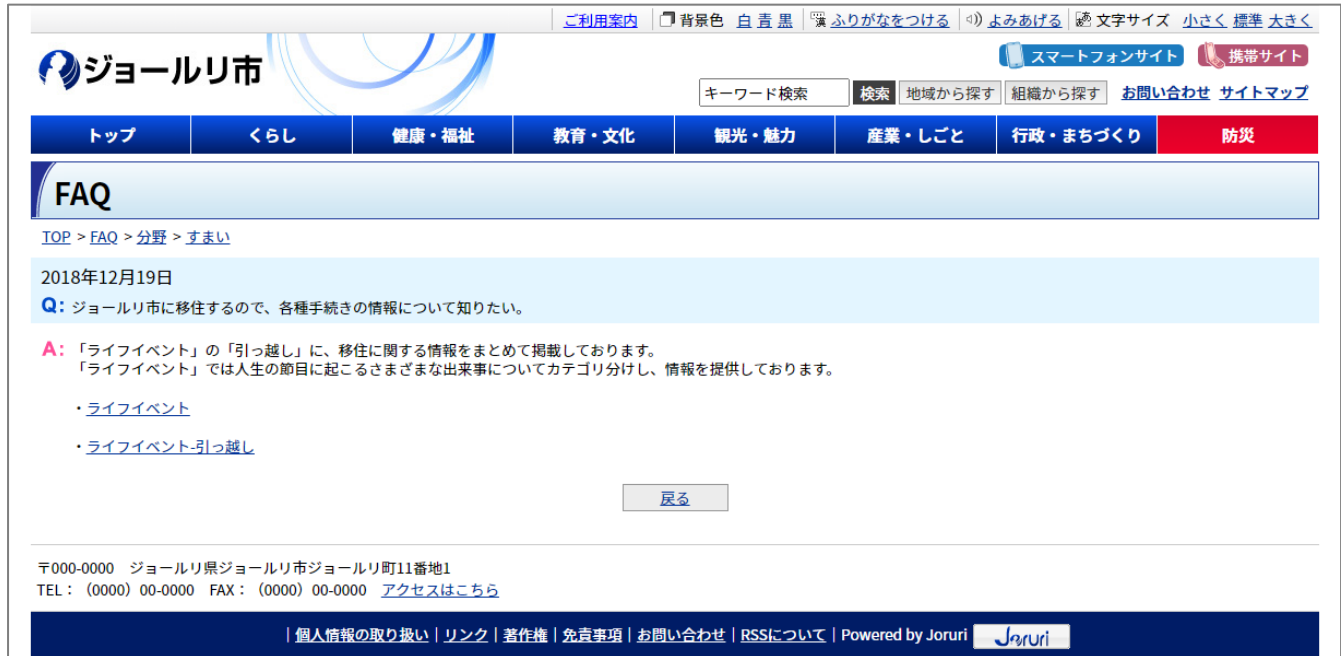 ご利用案内 背景色 白 青 黒 ふりがなをつける よみあげる 文字サイズ 小さく 標準 大きく
ジョールリ市
スマートフォンサイト 携帯サイト
キーワード検索 検索 地域から探す 組織から探す お問い合わせ サイトマップ
トップ くらし 健康・福祉 教育・文化 観光・魅力 産業・しごと 行政・まちづくり 防災
FAQ
TOP > FAQ > 分野 > すまい
2018年12月19日
Q: ジョールリ市に移住するので、各種手続きの情報について知りたい。
A: 「ライフイベント」の「引っ越し」に、移住に関する情報をまとめて掲載しております。
「ライフイベント」では人生の節目に起こるさまざまな出来事についてカテゴリ分けし、情報を提供しております。
・ライフイベント
・ライフイベント-引っ越し
戻る
〒000-0000　ジョールリ県ジョールリ市ジョールリ町11番地1
TEL：（0000）00-0000　FAX：（0000）00-0000　アクセスはこちら
| 個人情報の取り扱い | リンク | 著作権 | 免責事項 | お問い合わせ | RSSについて | Powered by Joruri Joruri